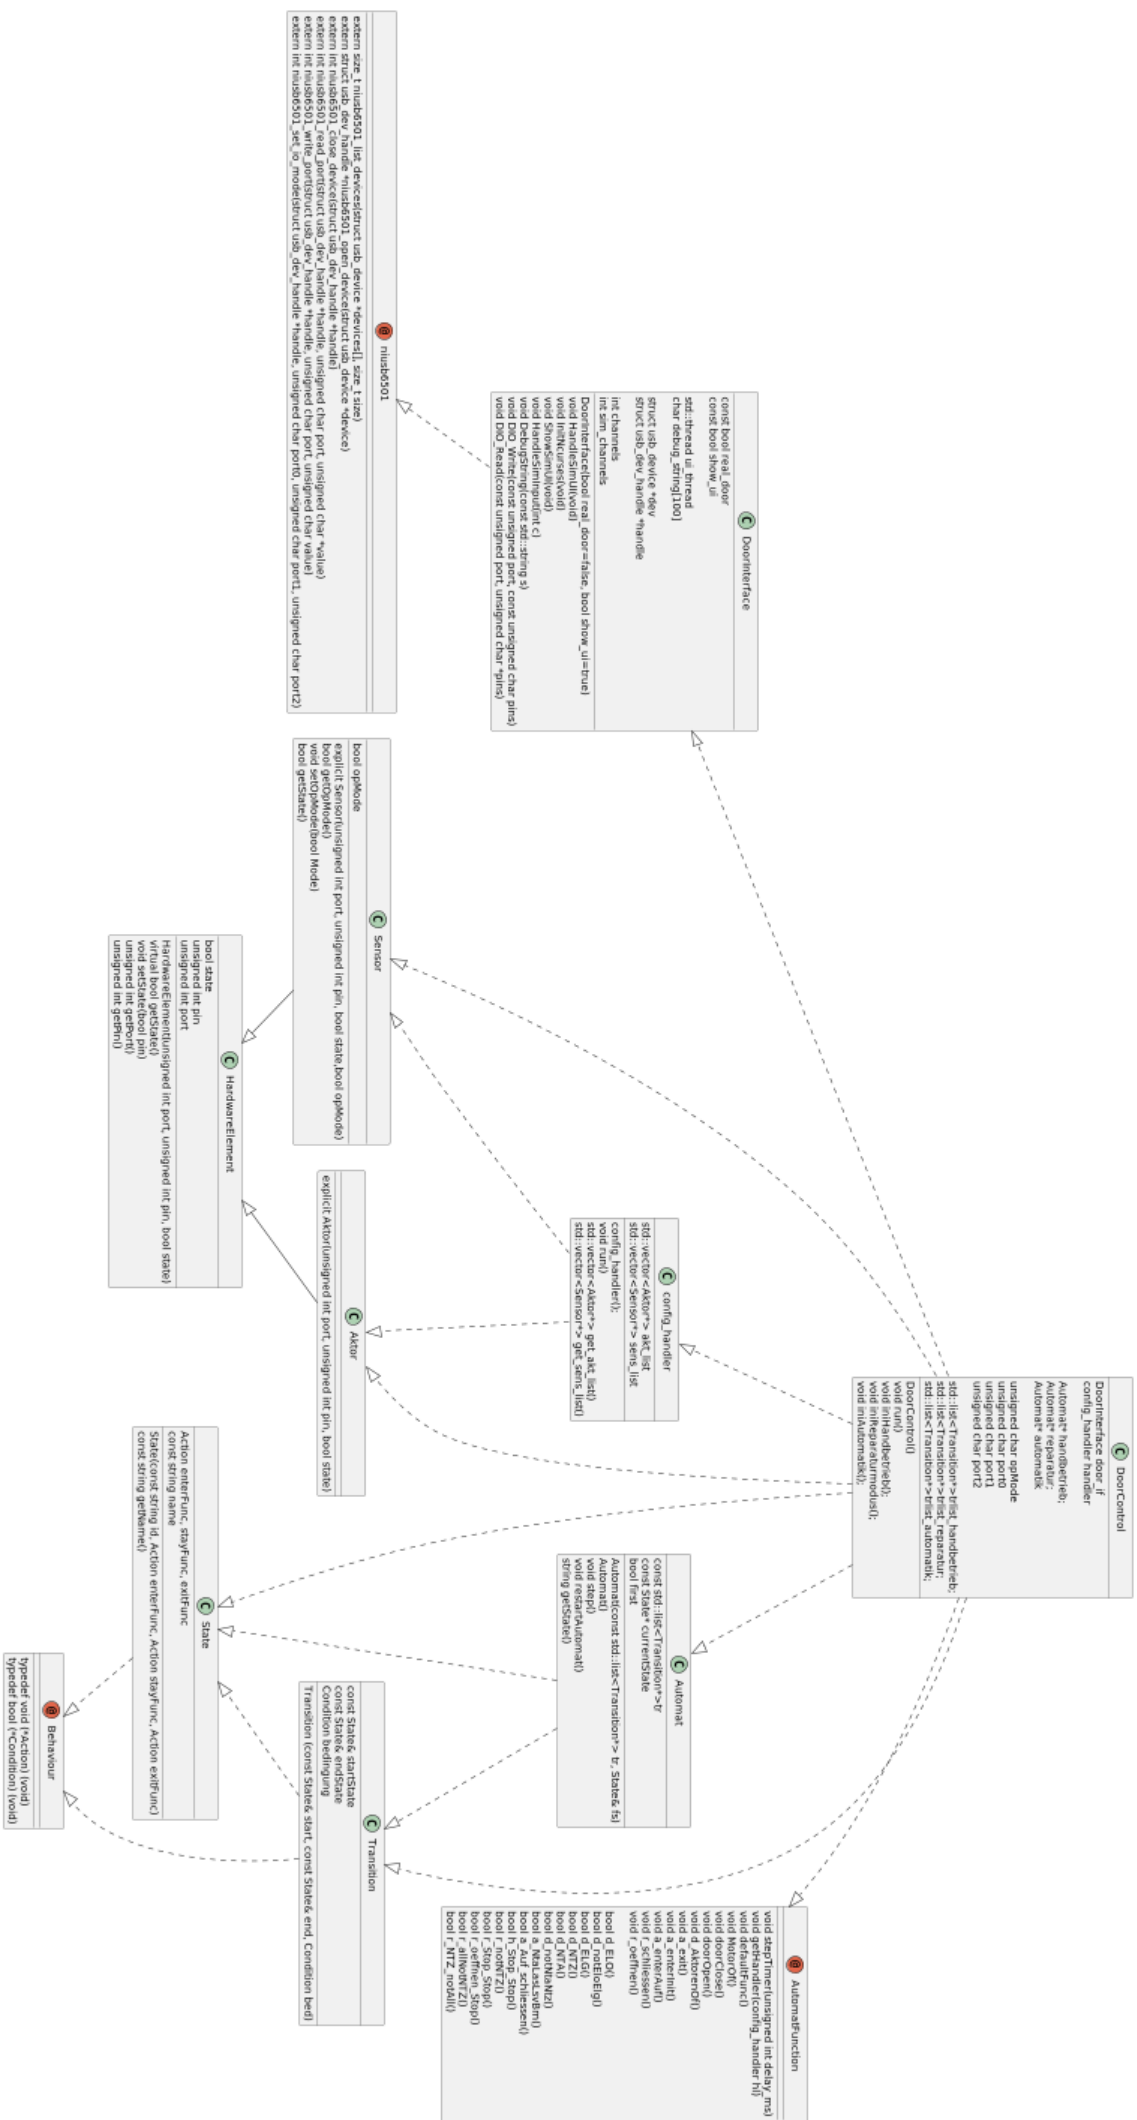 C DoorControl
DoorInterface door_if
config_handler handler
Automat* handbetrieb;
Automat* reparatur;
Automat* automatik
unsigned char opMode
unsigned char port0
unsigned char port1
unsigned char port2
std::list<Transition*>trlist_handbetrieb;
std::list<Transition*>trlist_reparatur;
std::list<Transition*>trlist_automatik;
DoorControl()
void run()
void iniHandbetrieb();
void iniReparaturmodus();
void iniAutomatik();
C DoorInterface
const bool real_door
const bool show_ui
std::thread ui_thread
char debug_string[100]
struct usb_device *dev
struct usb_dev_handle *handle
int channels
int sim_channels
DoorInterface(bool real_door=false, bool show_ui=true)
void HandleSimUI(void)
void InitNcurses(void)
void ShowSimUI(void)
void HandleSimInput(int c)
void DebugString(const std::string s)
void DIO_Write(const unsigned port, const unsigned char pins)
void DIO_Read(const unsigned port, unsigned char *pins)
@ AutomatFunction
void stepTimer(unsigned int delay_ms)
void getHandler(config_handler h)
void defaultFunc()
void MotorOf()
void doorClose()
void doorOpen()
void d_AktorenOf()
void a_exit()
void a_enterInit()
void a_enterAuf()
void r_schliessen()
void r_oeffnen()
bool d_ELO()
bool d_notEloElg()
bool d_ELG()
bool d_NTZ()
bool d_NTA()
bool d_notNtaNtz()
bool a_NtaLasLsvBm()
bool a_Auf_schliessen()
bool h_Stop_Stop()
bool r_notNTZ()
bool r_Stop_Stop()
bool r_oeffnen_Stop()
bool r_allNotNTZ()
bool r_NTZ_notAll()
C config_handler
std::vector<Aktor*> akt_list
std::vector<Sensor*> sens_list
config_handler();
void run()
std::vector<Aktor*> get_akt_list()
std::vector<Sensor*> get_sens_list()
C Automat
const std::list<Transition*>tr
const State* currentState
bool first
Automat(const std::list<Transition*> tr, State& fs)
Automat()
void step()
void restartAutomat()
string getState()
@ niusb6501
extern size_t niusb6501_list_devices(struct usb_device *devices[], size_t size)
extern struct usb_dev_handle *niusb6501_open_device(struct usb_device *device)
extern int niusb6501_close_device(struct usb_dev_handle *handle)
extern int niusb6501_read_port(struct usb_dev_handle *handle, unsigned char port, unsigned char *value)
extern int niusb6501_write_port(struct usb_dev_handle *handle, unsigned char port, unsigned char value)
extern int niusb6501_set_io_mode(struct usb_dev_handle *handle, unsigned char port0, unsigned char port1, unsigned char port2)
C Sensor
bool opMode
explicit Sensor(unsigned int port, unsigned int pin, bool state,bool opMode)
bool getOpMode()
void setOpMode(bool Mode)
bool getState()
C Aktor
explicit Aktor(unsigned int port, unsigned int pin, bool state)
C Transition
const State& startState
const State& endState
Condition bedingung
Transition (const State& start, const State& end, Condition bed)
C HardwareElement
bool state
unsigned int pin
unsigned int port
HardwareElement(unsigned int port, unsigned int pin, bool state)
virtual bool getState()
void setState(bool pin)
unsigned int getPort()
unsigned int getPin()
C State
Action enterFunc, stayFunc, exitFunc
const string name
State(const string id, Action enterFunc, Action stayFunc, Action exitFunc)
const string getName()
@ Behaviour
typedef void (*Action) (void)
typedef bool (*Condition) (void)